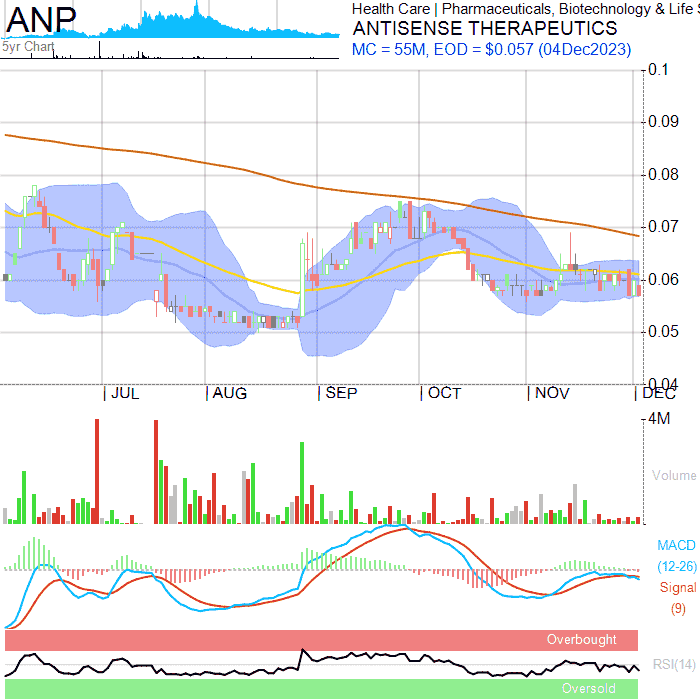 ANP
Health Care | Pharmaceuticals, Biotechnology & Life S
ANTISENSE THERAPEUTICS
5yr Chart
MC = 55M, EOD = $0.057 (04Dec2023)
0.1
0.09
0.08
0.07
0.06
0.05
0.04
| JUL | AUG | SEP | OCT | NOV | DEC
4M
Volume
MACD
(12-26)
Signal
(9)
Overbought
RSI(14)
Oversold